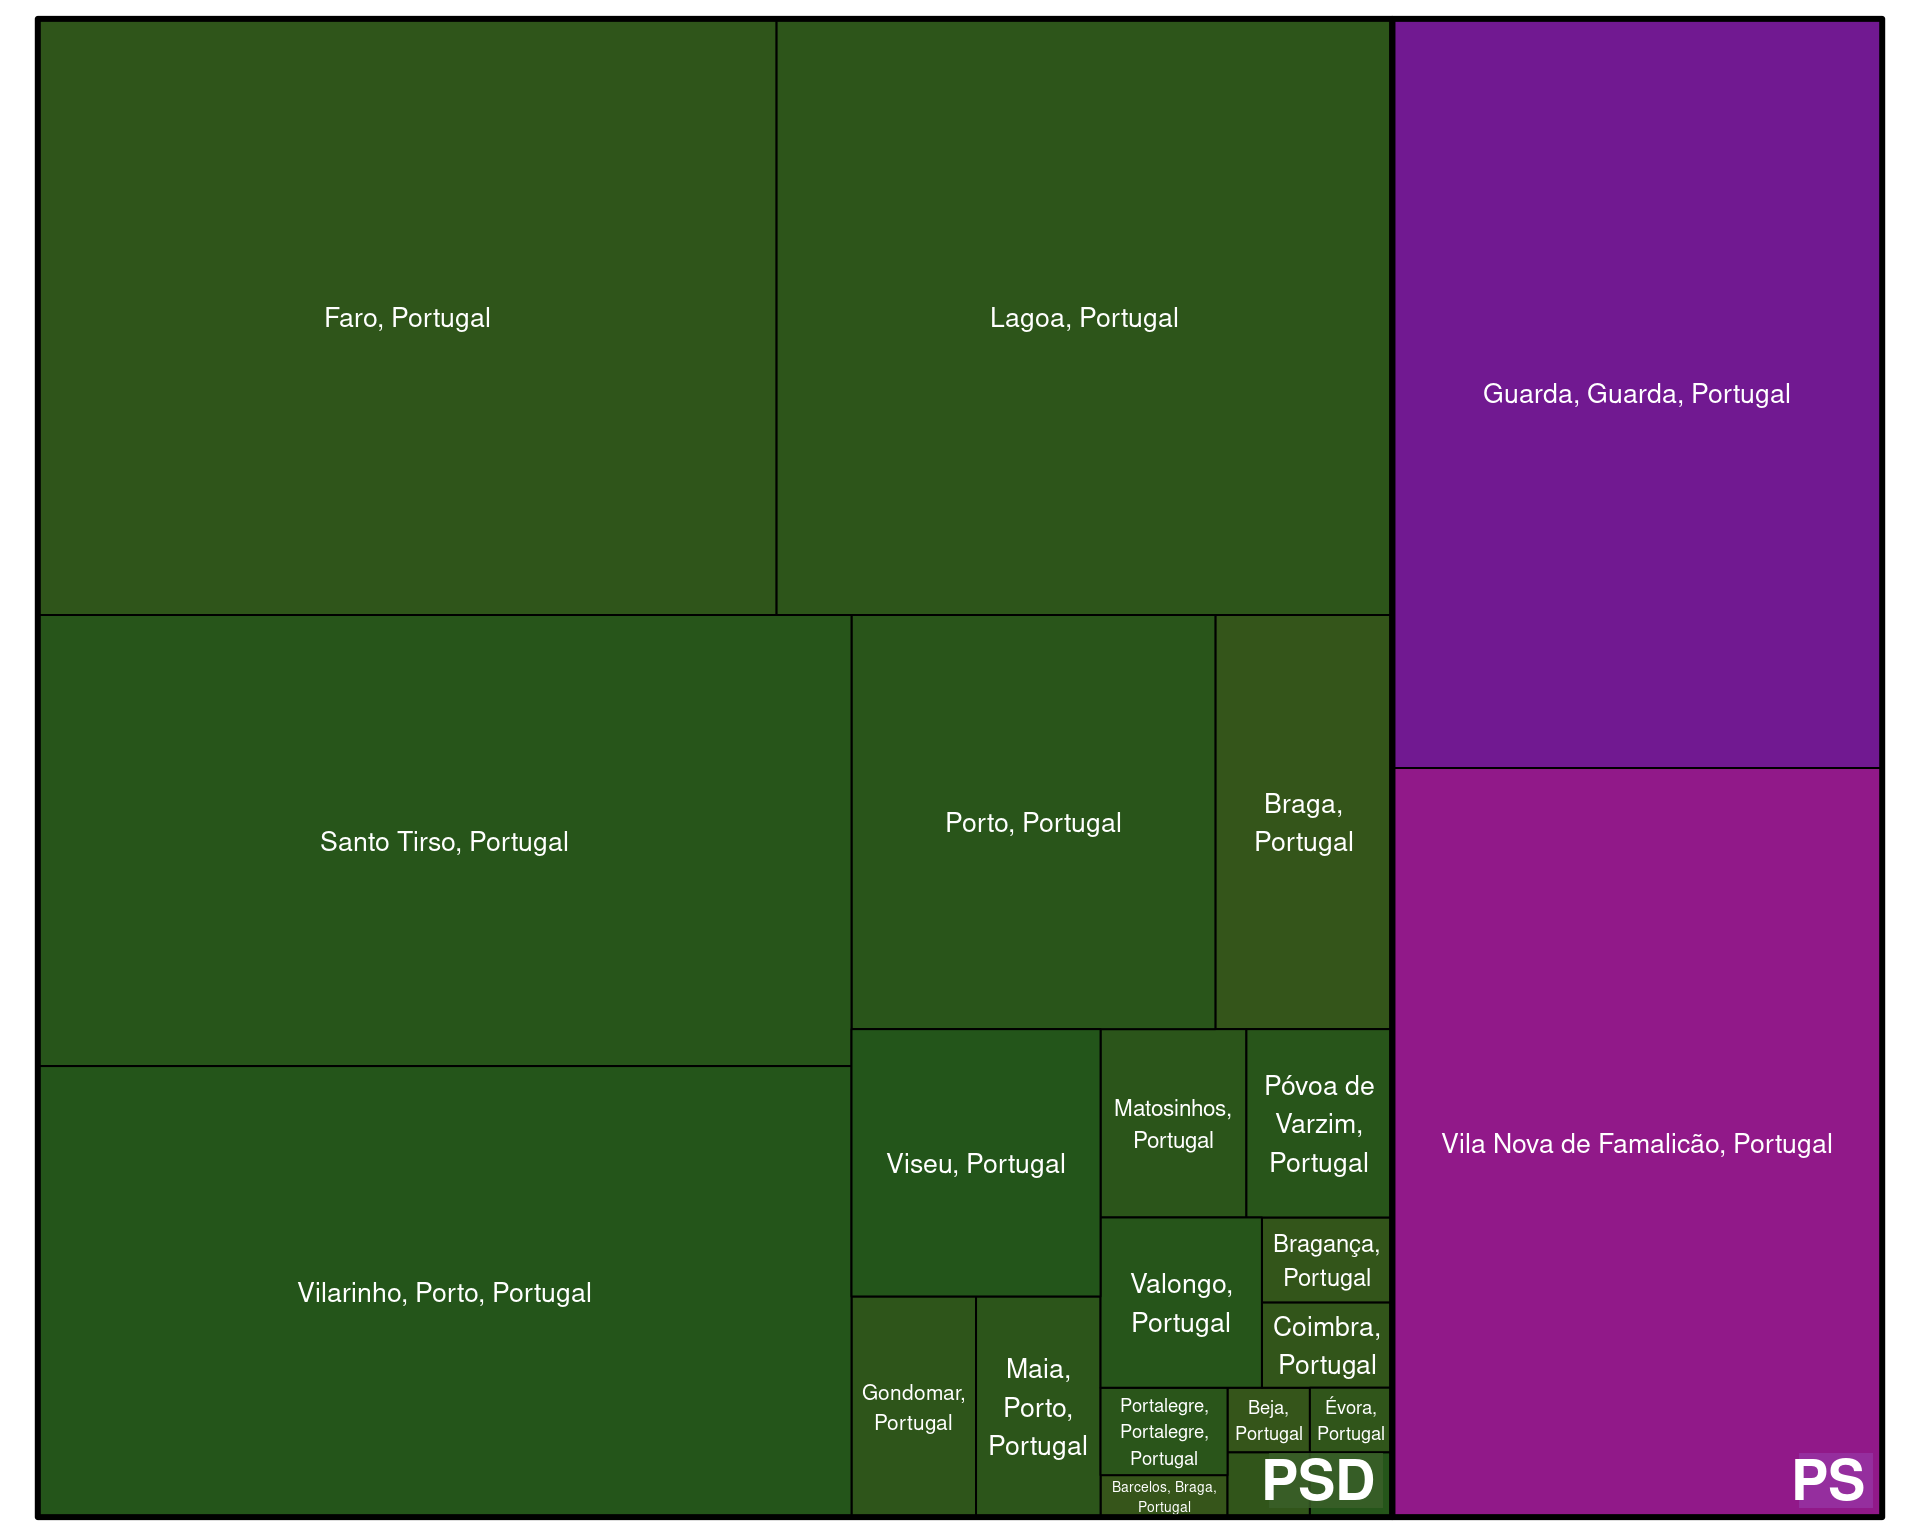 Faro, Portugal
Lagoa, Portugal
Guarda, Guarda, Portugal
Santo Tirso, Portugal
Porto, Portugal
Braga,
Portugal
Vila Nova de Famalicão, Portugal
Vilarinho, Porto, Portugal
Viseu, Portugal
Matosinhos,
Portugal
Póvoa de
Varzim,
Portugal
Valongo,
Portugal
Bragança,
Portugal
Coimbra,
Portugal
Gondomar,
Portugal
Maia,
Porto,
Portugal
Portalegre,
Portalegre,
Portugal
Beja,
Portugal
Évora,
Portugal
Barcelos, Braga,
Portugal
PSD
PS